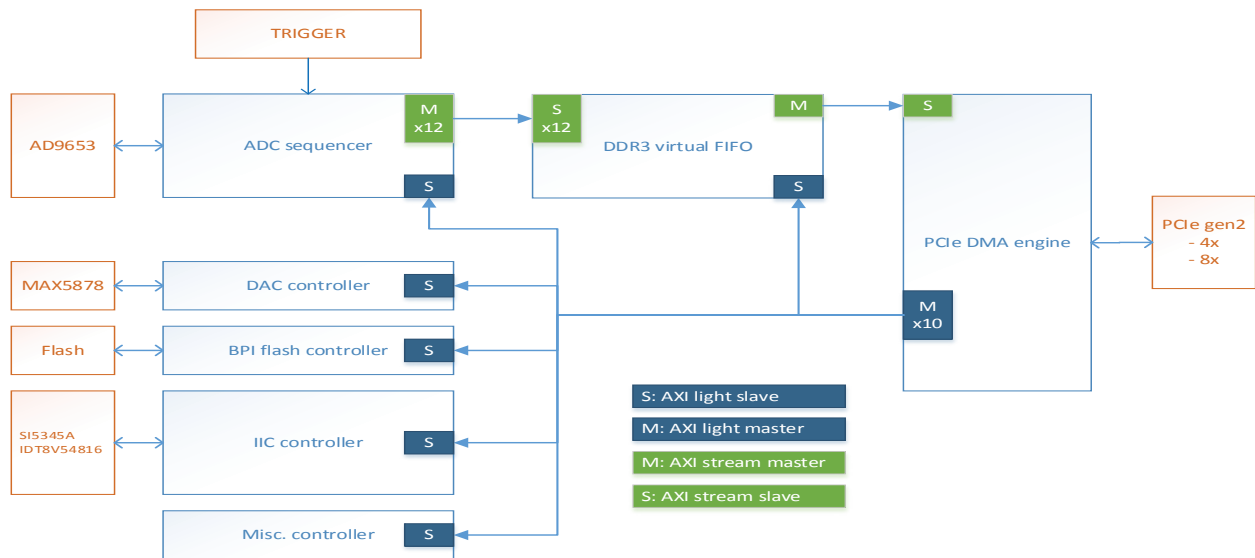 TRIGGER
AD9653
ADC sequencer
M
x12
S
S
x12
DDR3 virtual FIFO
M
S
S
PCIe DMA engine
M
x10
PCIe gen2
- 4x
- 8x
MAX5878
DAC controller
S
Flash
BPI flash controller
S
SI5345A
IDT8V54816
IIC controller
S
Misc. controller
S
S: AXI light slave
M: AXI light master
M: AXI stream master
S: AXI stream slave